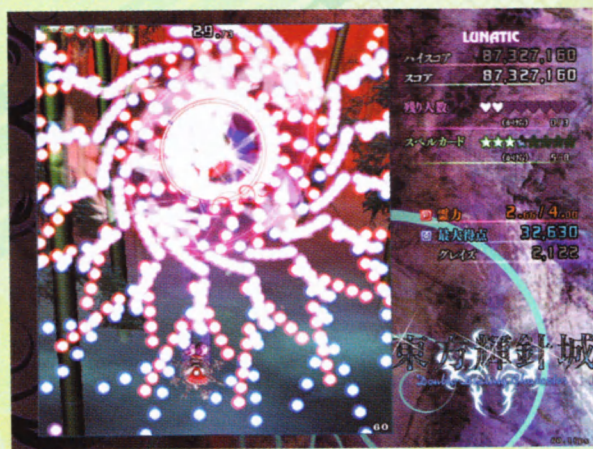 29.73
LUNATIC
ハイスコア 87,327,160
スコア 87,327,160
残り人数
スペルカード
霊力 2.66/4.00
最大得点 32,630
グレイズ 2,122
東方輝針城
60